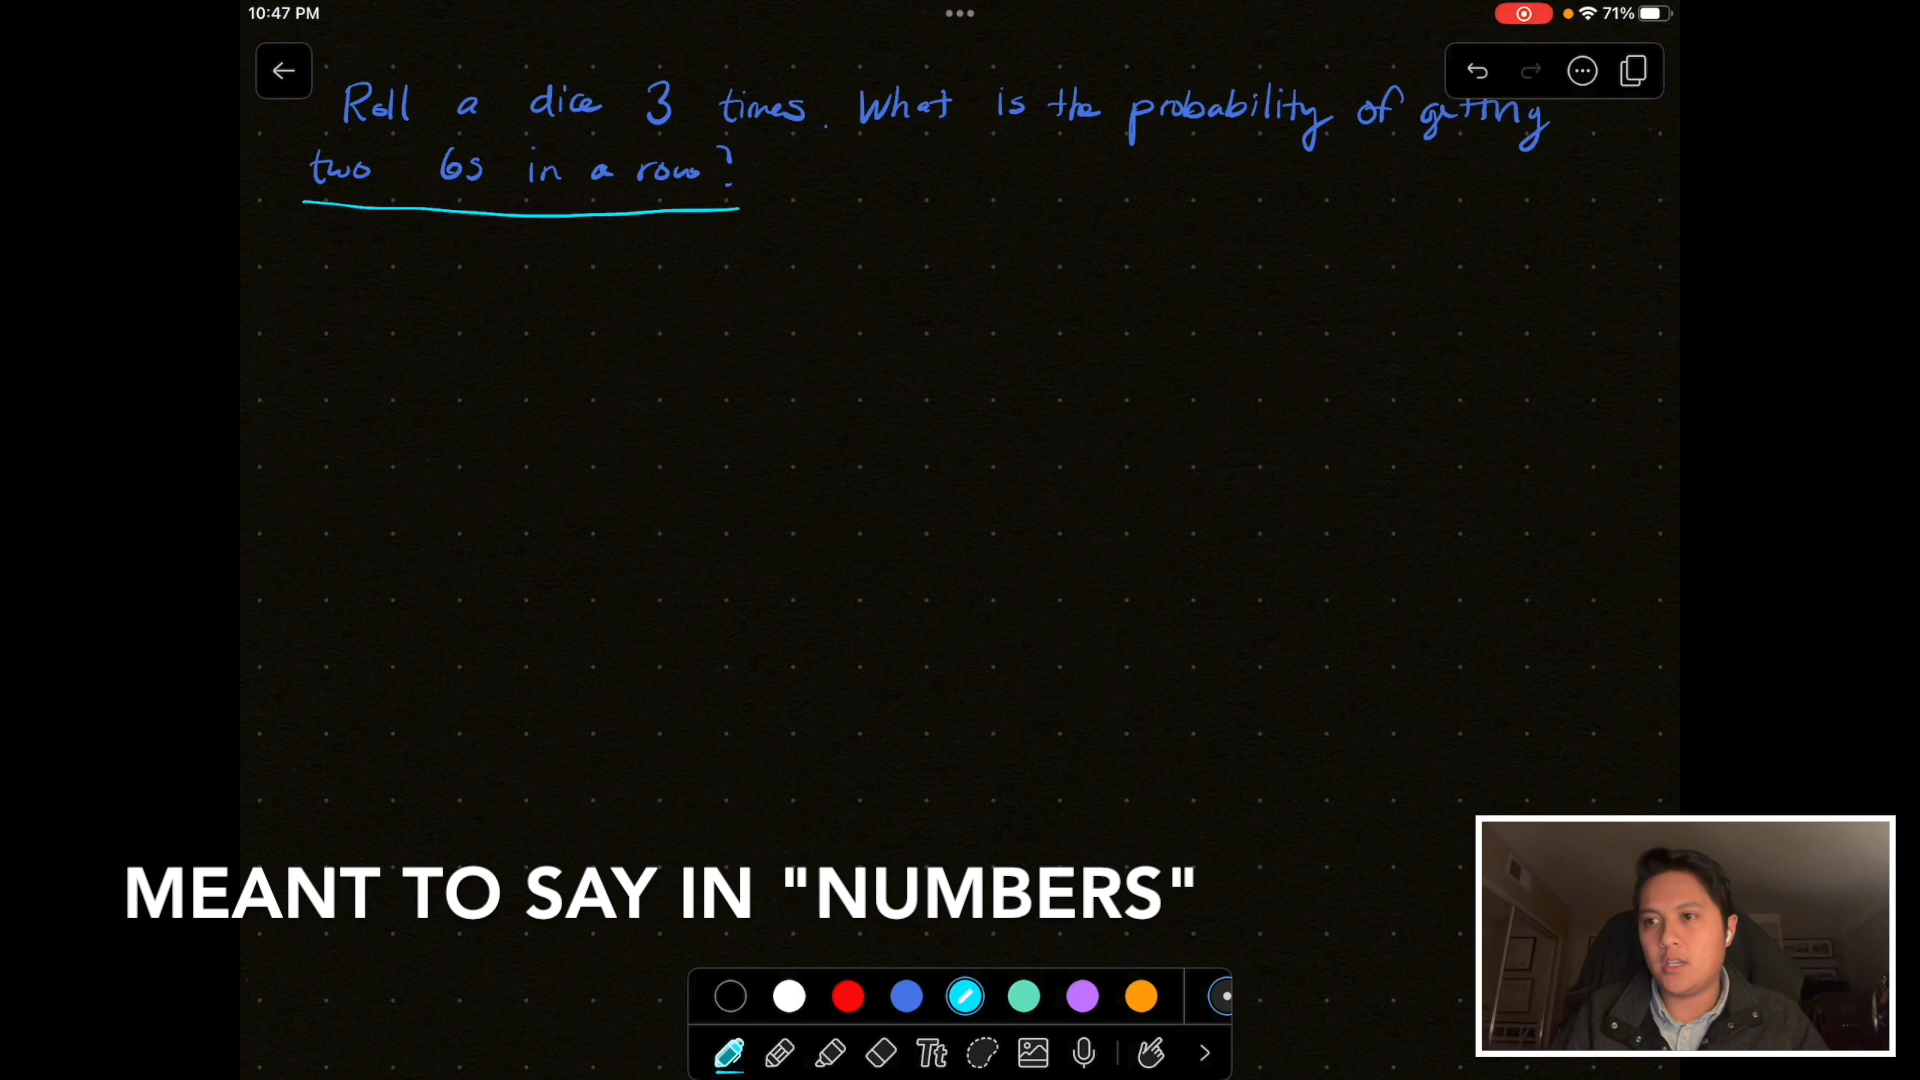 10:47 PM
71%
Roll a dice 3 times. What is the probability of getting
two 6s in a row?
MEANT TO SAY IN "NUMBERS"
Tt